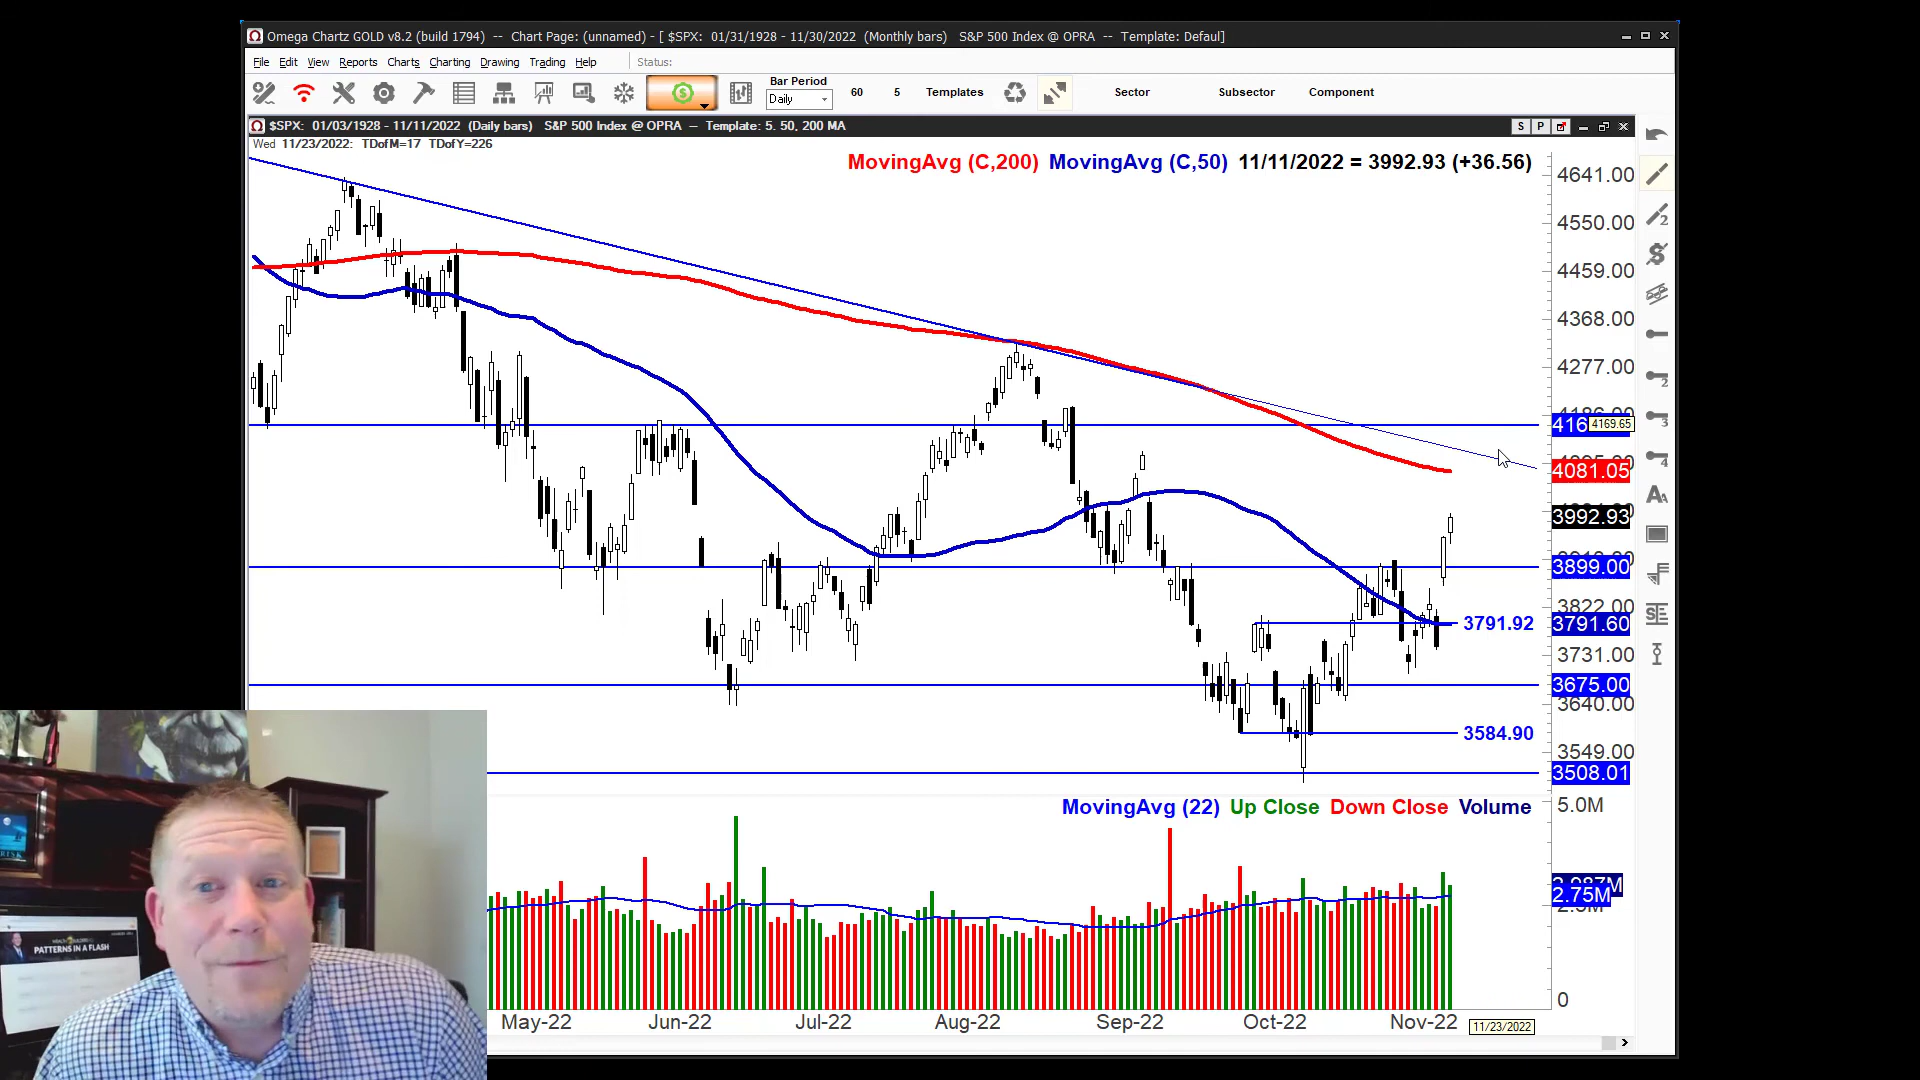 Omega Chartz GOLD v8.2 (build 1794) -- Chart Page: (unnamed) - [ $SPX: 01/31/1928 - 11/30/2022 (Monthly bars) S&P 500 Index @ OPRA -- Template: Defaul]
File Edit View Reports Charts Charting Drawing Trading Help Status:
Bar Period
Daily 60 5 Templates Sector Subsector Component
$SPX: 01/03/1928 - 11/11/2022 (Daily bars) S&P 500 Index @ OPRA -- Template: 5. 50, 200 MA S P
Wed 11/23/2022: TDofM=17 TDofY=226
MovingAvg (C,200) MovingAvg (C,50) 11/11/2022 = 3992.93 (+36.56)
4641.00
4550.00
4459.00
4368.00
4277.00
416 4169.65
4081.05
3992.93
3899.00
3822.00
3791.92 3791.60
3731.00
3675.00
3640.00
3584.90
3549.00
3508.01
MovingAvg (22) Up Close Down Close Volume
5.0M
2.75M
0
May-22 Jun-22 Jul-22 Aug-22 Sep-22 Oct-22 Nov-22 11/23/2022
RISK
PATTERNS IN A FLASH